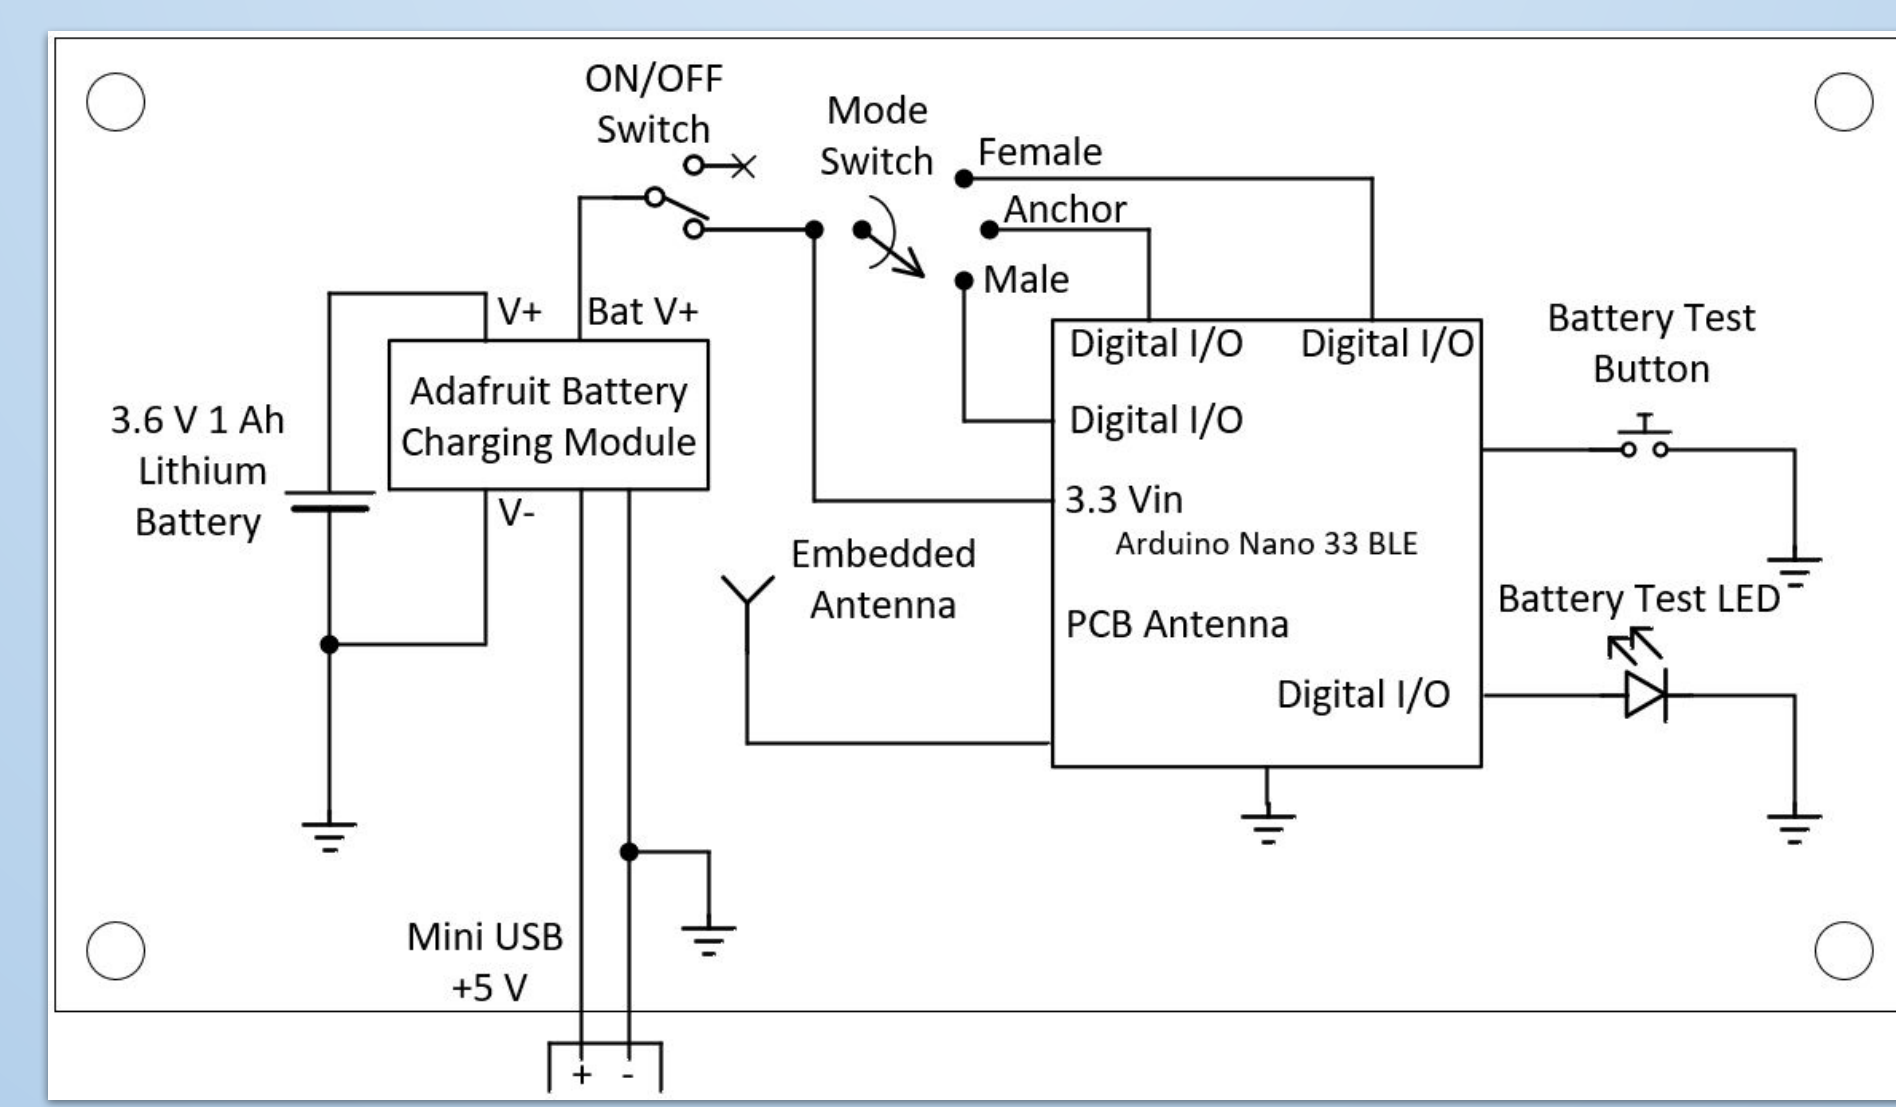 ON/OFF
Switch
Mode
Switch
Female
Anchor
Male
V+
Bat V+
Adafruit Battery
Charging Module
V-
3.6 V 1 Ah
Lithium
Battery
Digital I/O
Digital I/O
Digital I/O
3.3 Vin
Arduino Nano 33 BLE
PCB Antenna
Digital I/O
Battery Test
Button
Battery Test LED
Embedded
Antenna
Mini USB
+5 V
+ -